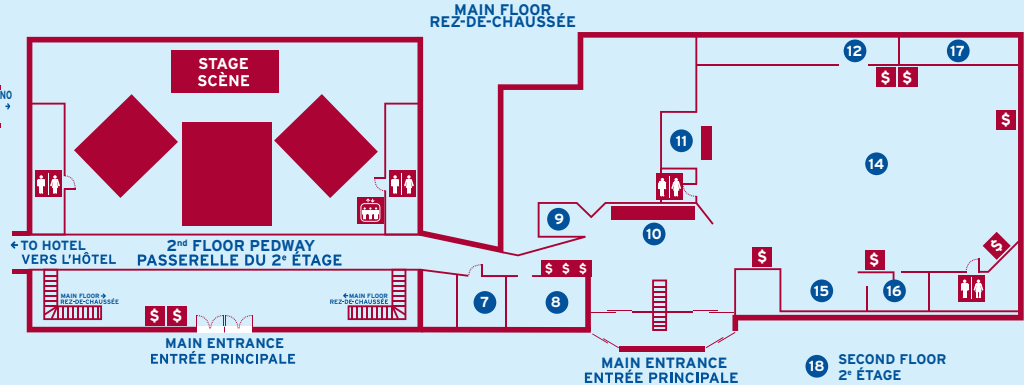 MAIN FLOOR
REZ-DE-CHAUSSÉE
STAGE
SCÈNE
NO
→
12
17
$ $
$
11
14
9
10
← TO HOTEL
VERS L'HÔTEL
2nd FLOOR PEDWAY
PASSERELLE DU 2e ÉTAGE
$ $ $
$
$
$
MAIN FLOOR →
REZ-DE-CHAUSSÉE
← MAIN FLOOR
REZ-DE-CHAUSSÉE
7
8
15
16
$ $
MAIN ENTRANCE
ENTRÉE PRINCIPALE
MAIN ENTRANCE
ENTRÉE PRINCIPALE
18 SECOND FLOOR
2e ÉTAGE